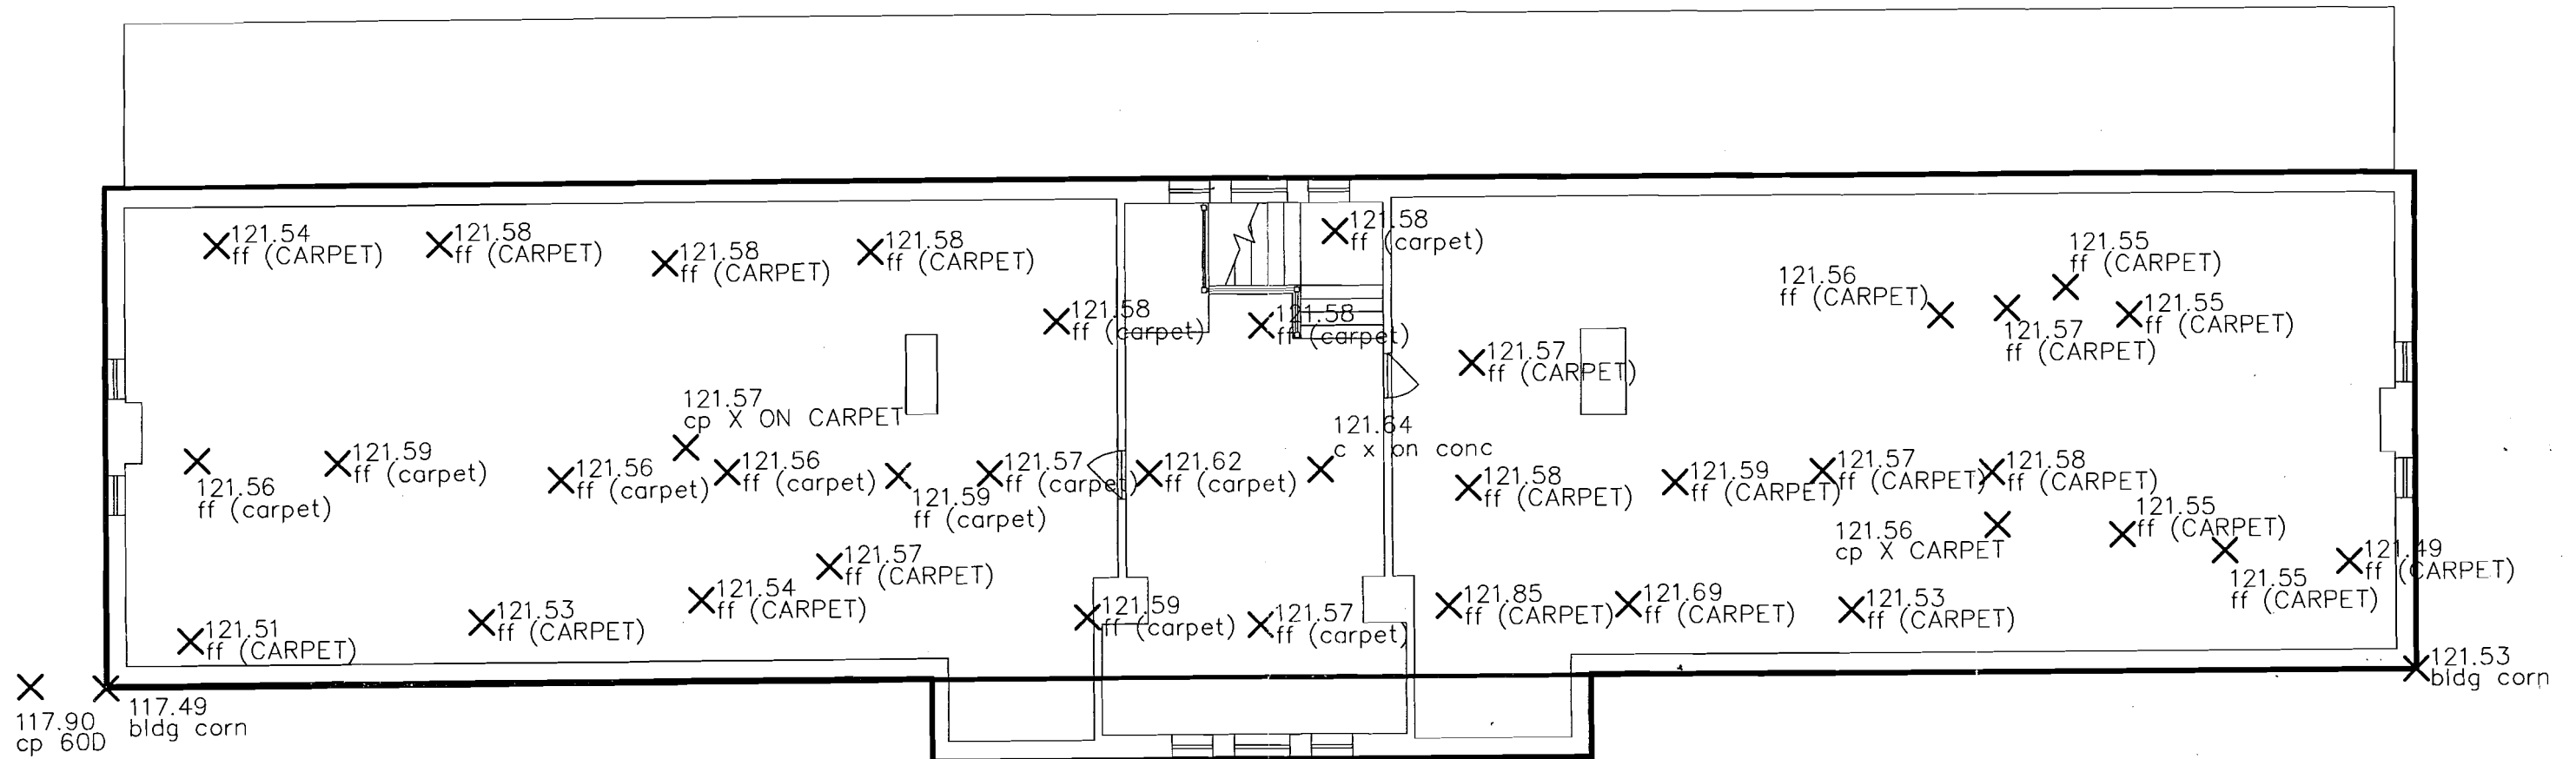 121.54
ff (CARPET)
121.58
ff (CARPET)
121.58
ff (CARPET)
121.58
ff (CARPET)
121.58
ff (carpet)
121.58
ff (carpet)
121.58
ff (carpet)
121.55
ff (CARPET)
121.56
ff (CARPET)
121.57
ff (CARPET)
121.55
ff (CARPET)
121.57
ff (CARPET)
121.57
cp X ON CARPET
121.64
c x on conc
121.56
ff (carpet)
121.59
ff (carpet)
121.56
ff (carpet)
121.56
ff (carpet)
121.59
ff (carpet)
121.57
ff (carpet)
121.62
ff (carpet)
121.58
ff (CARPET)
121.59
ff (CARPET)
121.57
ff (CARPET)
121.58
ff (CARPET)
121.56
cp X CARPET
121.55
ff (CARPET)
121.55
ff (CARPET)
121.49
ff (CARPET)
121.57
ff (CARPET)
121.54
ff (CARPET)
121.53
ff (CARPET)
121.51
ff (CARPET)
121.59
ff (carpet)
121.57
ff (carpet)
121.85
ff (CARPET)
121.69
ff (CARPET)
121.53
ff (CARPET)
121.53
bldg corn
117.49
bldg corn
117.90
cp 60D